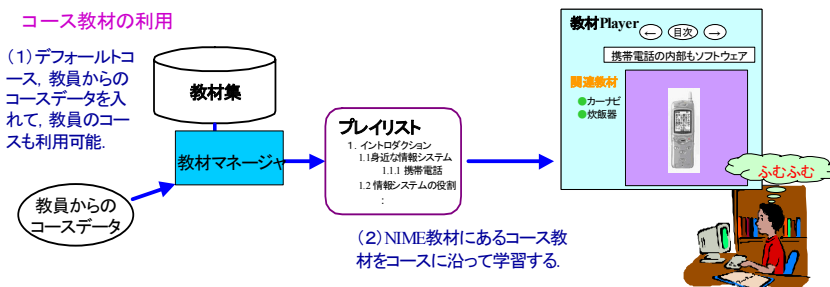 コース教材の利用
(1)デフォールトコ
ース, 教員からの
コースデータを入
れて, 教員のコー
スも利用可能.
教材集
教材マネージャ
教員からの
コースデータ
プレイリスト
1. イントロダクション
1.1身近な情報システム
1.1.1 携帯電話
1.2 情報システムの役割
:
(2)NIME教材にあるコース教
材をコースに沿って学習する.
教材Player ← 目次 →
携帯電話の内部もソフトウェア
関連教材
●カーナビ
●炊飯器
ふむふむ